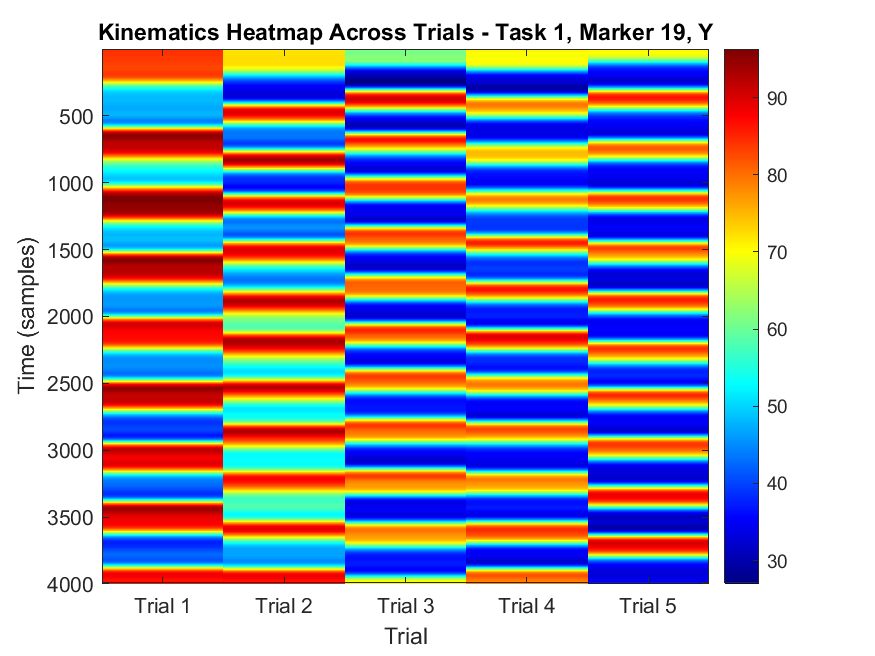 Kinematics Heatmap Across Trials - Task 1, Marker 19, Y
500
1000
1500
2000
2500
3000
3500
4000
Time (samples)
Trial 1
Trial 2
Trial 3
Trial 4
Trial 5
Trial
90
80
70
60
50
40
30